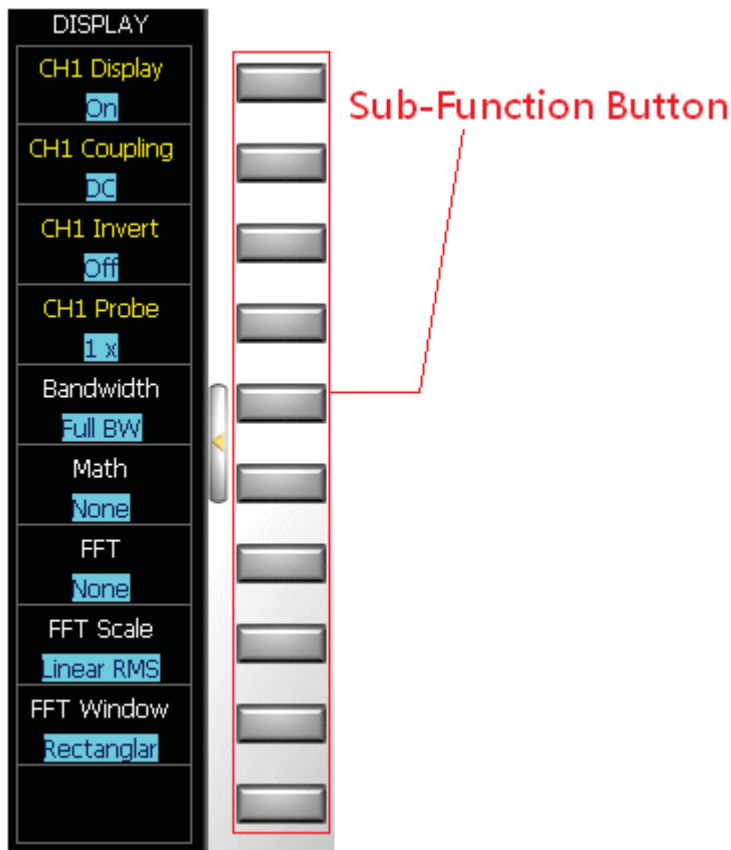 DISPLAY
CH1 Display
On
Sub-Function Button
CH1 Coupling
DC
CH1 Invert
Off
CH1 Probe
1 x
Bandwidth
Full BW
Math
None
FFT
None
FFT Scale
Linear RMS
FFT Window
Rectanglar